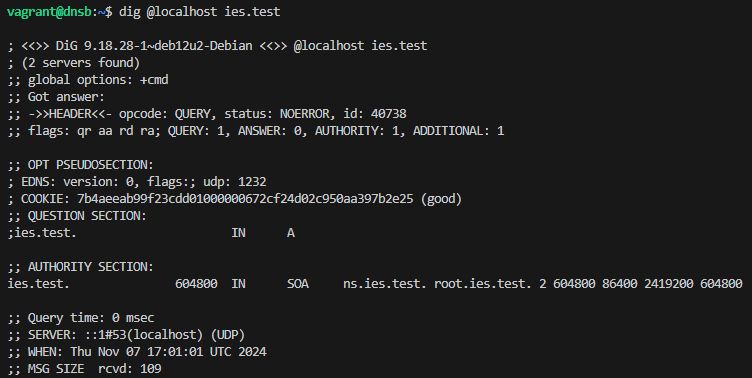 vagrant@dnsb:~$ dig @localhost ies.test
; <<>> DiG 9.18.28-1~deb12u2-Debian <<>> @localhost ies.test
; (2 servers found)
;; global options: +cmd
;; Got answer:
;; ->>HEADER<<- opcode: QUERY, status: NOERROR, id: 40738
;; flags: qr aa rd ra; QUERY: 1, ANSWER: 0, AUTHORITY: 1, ADDITIONAL: 1
;; OPT PSEUDOSECTION:
; EDNS: version: 0, flags:; udp: 1232
; COOKIE: 7b4aeeab99f23cdd01000000672cf24d02c950aa397b2e25 (good)
;; QUESTION SECTION:
;ies.test. IN A
;; AUTHORITY SECTION:
ies.test. 604800 IN SOA ns.ies.test. root.ies.test. 2 604800 86400 2419200 604800
;; Query time: 0 msec
;; SERVER: ::1#53(localhost) (UDP)
;; WHEN: Thu Nov 07 17:01:01 UTC 2024
;; MSG SIZE rcvd: 109